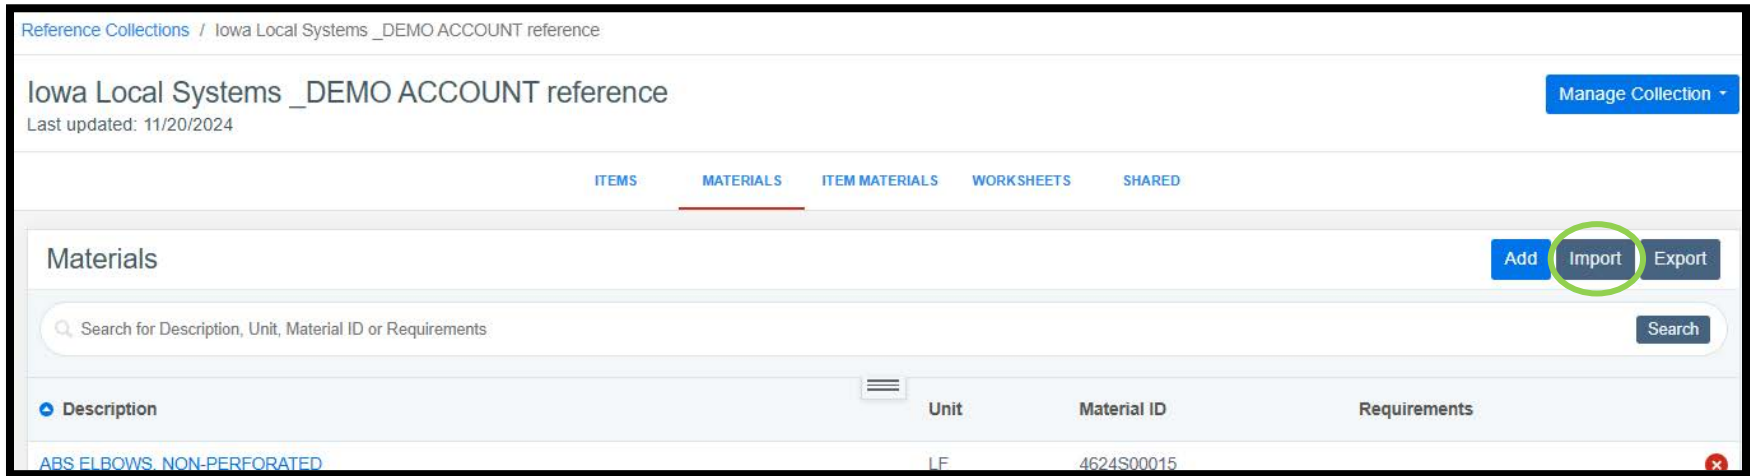 Reference Collections / Iowa Local Systems _DEMO ACCOUNT reference
Iowa Local Systems _DEMO ACCOUNT reference
Manage Collection
Last updated: 11/20/2024
ITEMS MATERIALS ITEM MATERIALS WORKSHEETS SHARED
Materials Add Import Export
Search for Description, Unit, Material ID or Requirements Search
Description Unit Material ID Requirements
ABS ELBOWS, NON-PERFORATED LF 4624S00015